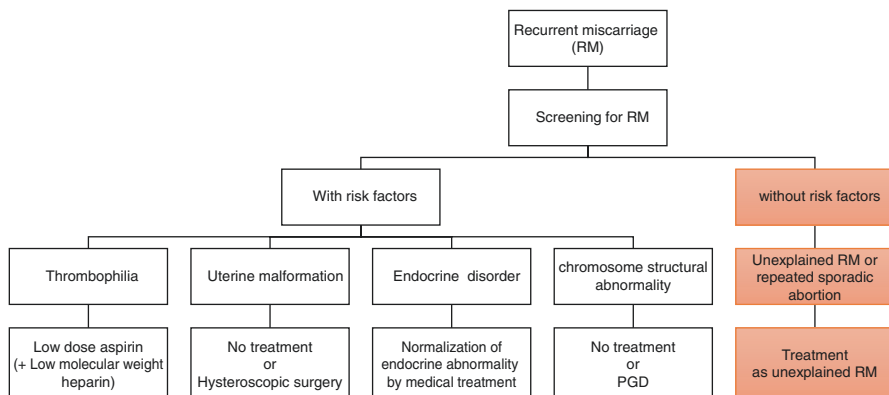 Recurrent miscarriage
(RM)
Screening for RM
With risk factors
without risk factors
Thrombophilia
Uterine malformation
Endocrine disorder
chromosome structural
abnormality
Unexplained RM or
repeated sporadic
abortion
Low dose aspirin
(+ Low molecular weight
heparin)
No treatment
or
Hysteroscopic surgery
Normalization of
endocrine abnormality
by medical treatment
No treatment
or
PGD
Treatment
as unexplained RM